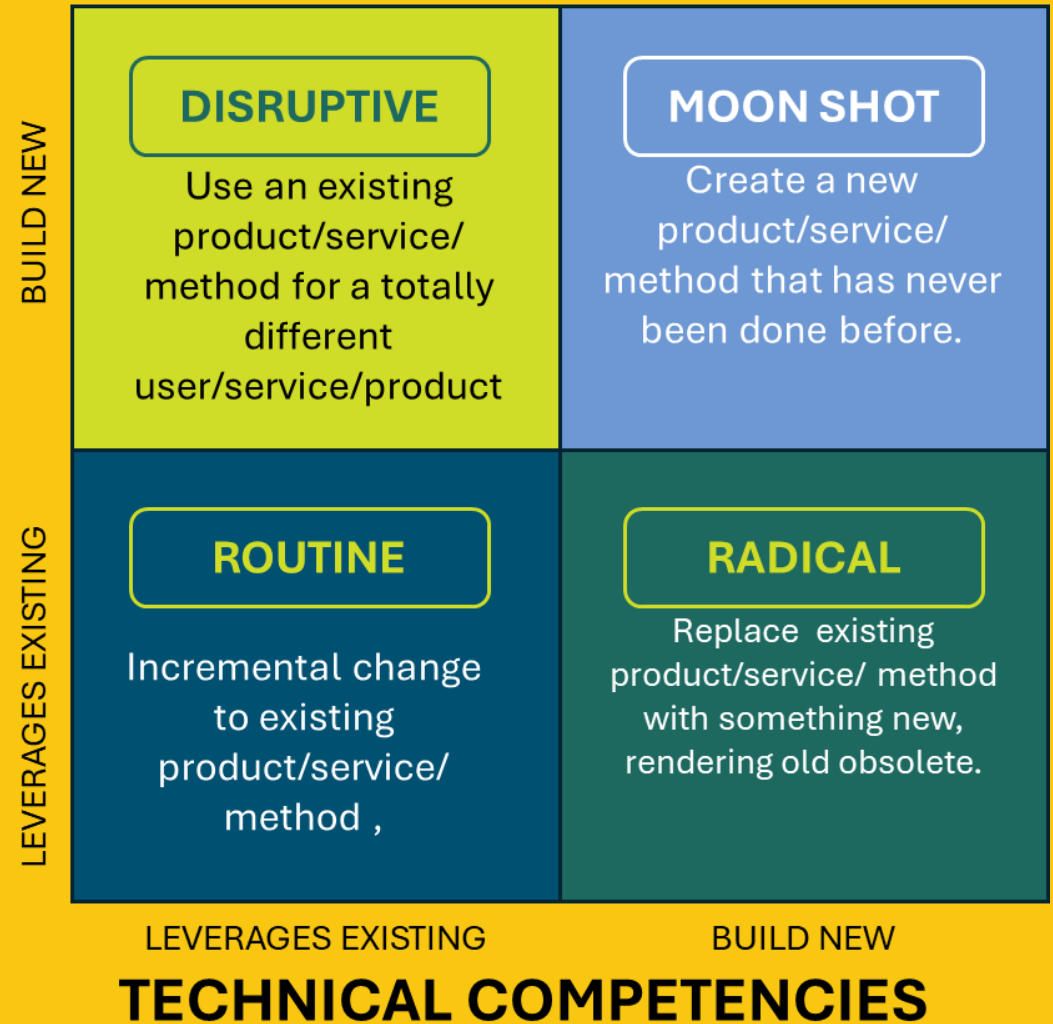 BUILD NEW
DISRUPTIVE
Use an existing
product/service/
method for a totally
different
user/service/product
MOON SHOT
Create a new
product/service/
method that has never
been done before.
LEVERAGES EXISTING
ROUTINE
Incremental change
to existing
product/service/
method ,
RADICAL
Replace  existing
product/service/ method
with something new,
rendering old obsolete.
LEVERAGES EXISTING
BUILD NEW
TECHNICAL COMPETENCIES